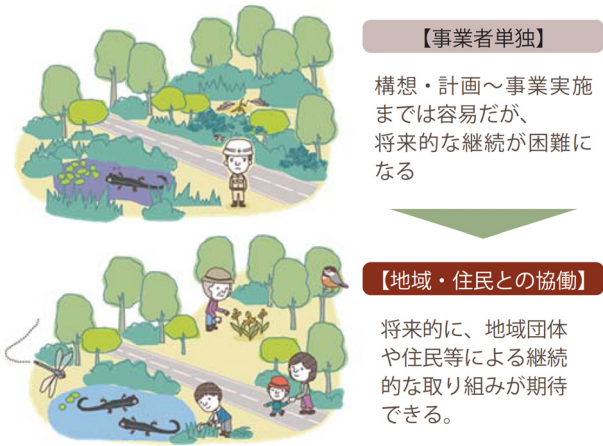 【事業者単独】
構想・計画～事業実施
までは容易だが、
将来的な継続が困難に
なる
【地域・住民との協働】
将来的に、地域団体
や住民等による継続
的な取り組みが期待
できる。